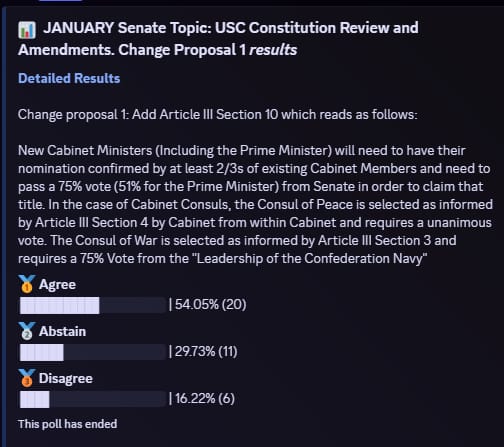 JANUARY Senate Topic: USC Constitution Review and
Amendments. Change Proposal 1 results
Detailed Results
Change proposal 1: Add Article III Section 10 which reads as follows:
New Cabinet Ministers (Including the Prime Minister) will need to have their
nomination confirmed by at least 2/3s of existing Cabinet Members and need to
pass a 75% vote (51% for the Prime Minister) from Senate in order to claim that
title. In the case of Cabinet Consuls, the Consul of Peace is selected as informed
by Article III Section 4 by Cabinet from within Cabinet and requires a unanimous
vote. The Consul of War is selected as informed by Article III Section 3 and
requires a 75% Vote from the "Leadership of the Confederation Navy"
Agree
| 54.05% (20)
Abstain
| 29.73% (11)
Disagree
| 16.22% (6)
This poll has ended